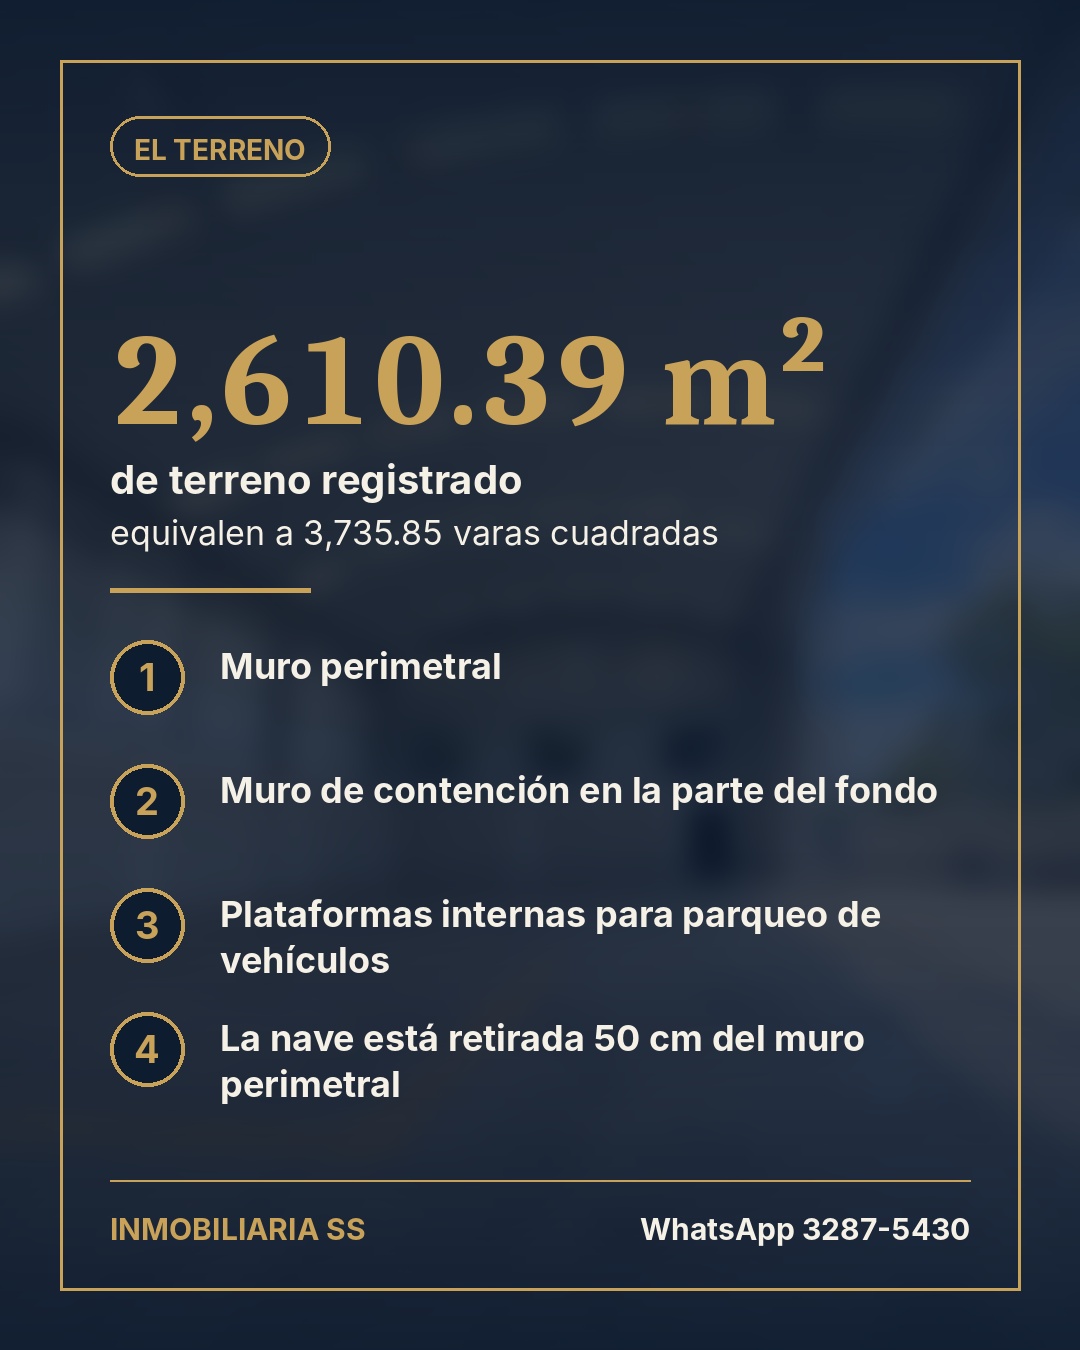 EL TERRENO
2,610.39 m²
de terreno registrado
equivalen a 3,735.85 varas cuadradas
1 Muro perimetral
2 Muro de contención en la parte del fondo
3 Plataformas internas para parqueo de
vehículos
4 La nave está retirada 50 cm del muro
perimetral
INMOBILIARIA SS WhatsApp 3287-5430